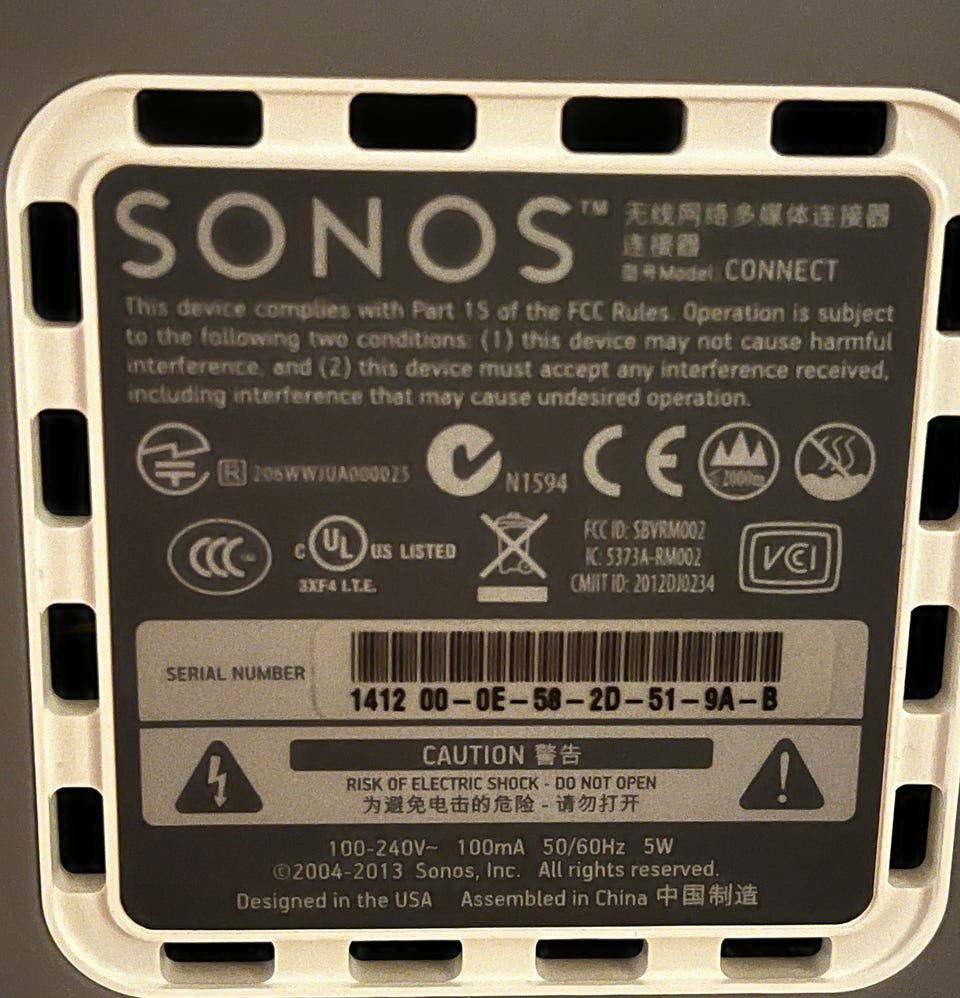 SONOS™
无线网络多媒体连接器
连接器
型号Model: CONNECT
This device complies with Part 15 of the FCC Rules. Operation is subject
to the following two conditions: (1) this device may not cause harmful
interference, and (2) this device must accept any interference received,
including interference that may cause undesired operation.
R 206WWJUA000025
N1594
CE
≤2000m
CCC
C UL US LISTED
3XF4 I.T.E.
FCC ID: SBVRM002
IC: 5373A-RM002
CMIIT ID: 2012DJ0234
VCI
SERIAL NUMBER
1412 00-0E-58-2D-51-9A-B
CAUTION 警告
RISK OF ELECTRIC SHOCK - DO NOT OPEN
为避免电击的危险 - 请勿打开
100-240V~ 100mA 50/60Hz 5W
©2004-2013 Sonos, Inc. All rights reserved.
Designed in the USA Assembled in China 中国制造